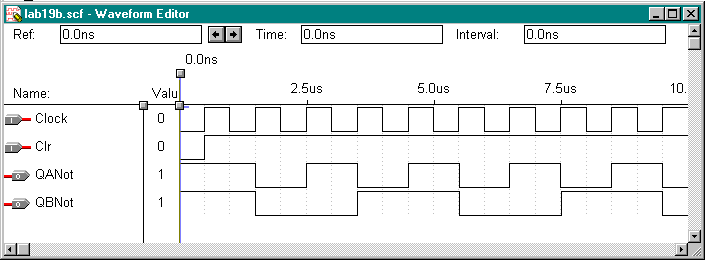 lab19b.scf - Waveform Editor
Ref: 0.0ns Time: 0.0ns Interval: 0.0ns
0.0ns
Name: Valu 2.5us 5.0us 7.5us 10.
I Clock 0
I Clr 0
O QANot 1
O QBNot 1